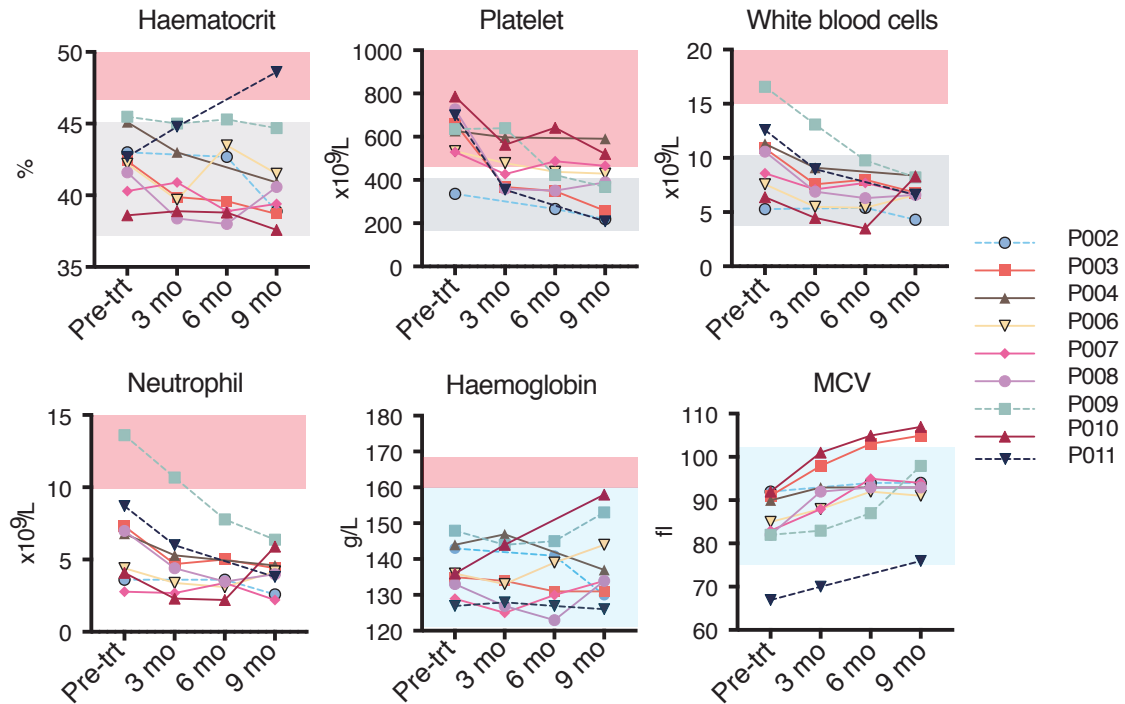 Haematocrit
Platelet
White blood cells
50
45
40
35
%
Pre-trt
3 mo
6 mo
9 mo
1000
800
600
400
200
0
x10⁹/L
Pre-trt
3 mo
6 mo
9 mo
20
15
10
5
0
x10⁹/L
Pre-trt
3 mo
6 mo
9 mo
P002
P003
P004
P006
P007
P008
P009
P010
P011
Neutrophil
Haemoglobin
MCV
15
10
5
0
x10⁹/L
Pre-trt
3 mo
6 mo
9 mo
180
170
160
150
140
130
120
g/L
Pre-trt
3 mo
6 mo
9 mo
110
100
90
80
70
60
fl
Pre-trt
3 mo
6 mo
9 mo